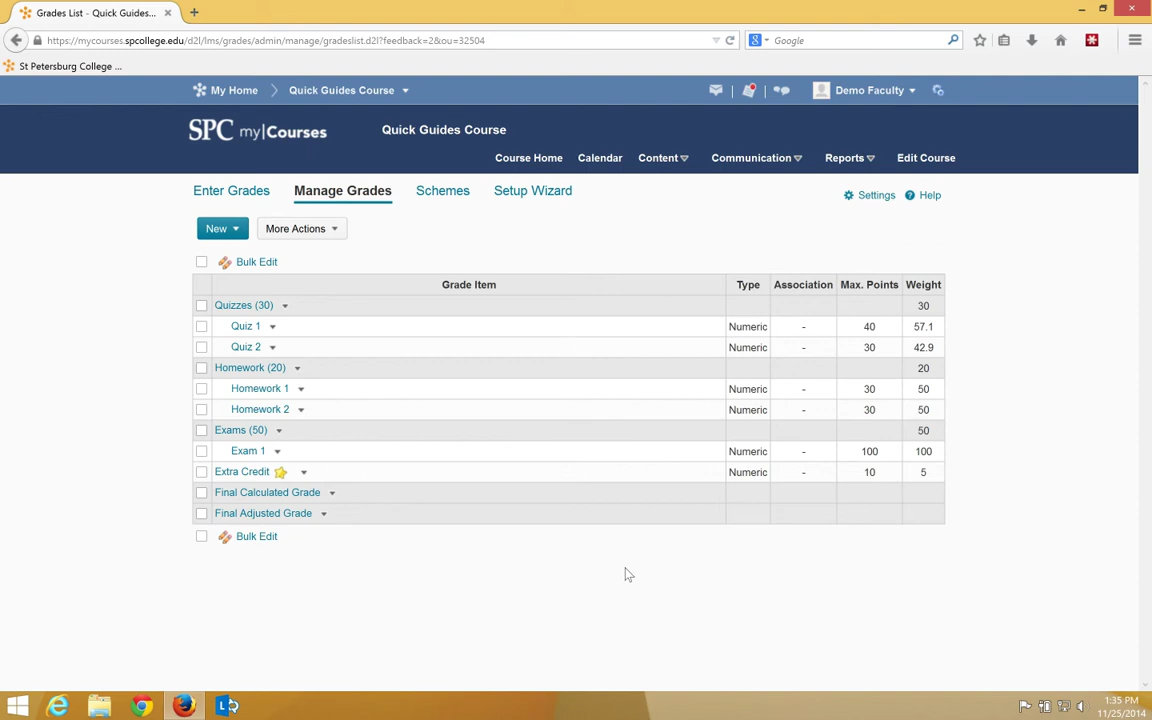 Grades List - Quick Guides... × +
https://mycourses.spcollege.edu/d2l/lms/grades/admin/manage/gradeslist.d2l?feedback=2&ou=32504
Google
St Petersburg College ...
My Home Quick Guides Course Demo Faculty
SPC my|Courses Quick Guides Course
Course Home Calendar Content Communication Reports Edit Course
Enter Grades Manage Grades Schemes Setup Wizard Settings Help
New More Actions
Bulk Edit
Grade Item Type Association Max. Points Weight
Quizzes (30) 30
Quiz 1 Numeric - 40 57.1
Quiz 2 Numeric - 30 42.9
Homework (20) 20
Homework 1 Numeric - 30 50
Homework 2 Numeric - 30 50
Exams (50) 50
Exam 1 Numeric - 100 100
Extra Credit Numeric - 10 5
Final Calculated Grade
Final Adjusted Grade
Bulk Edit
1:35 PM
11/25/2014